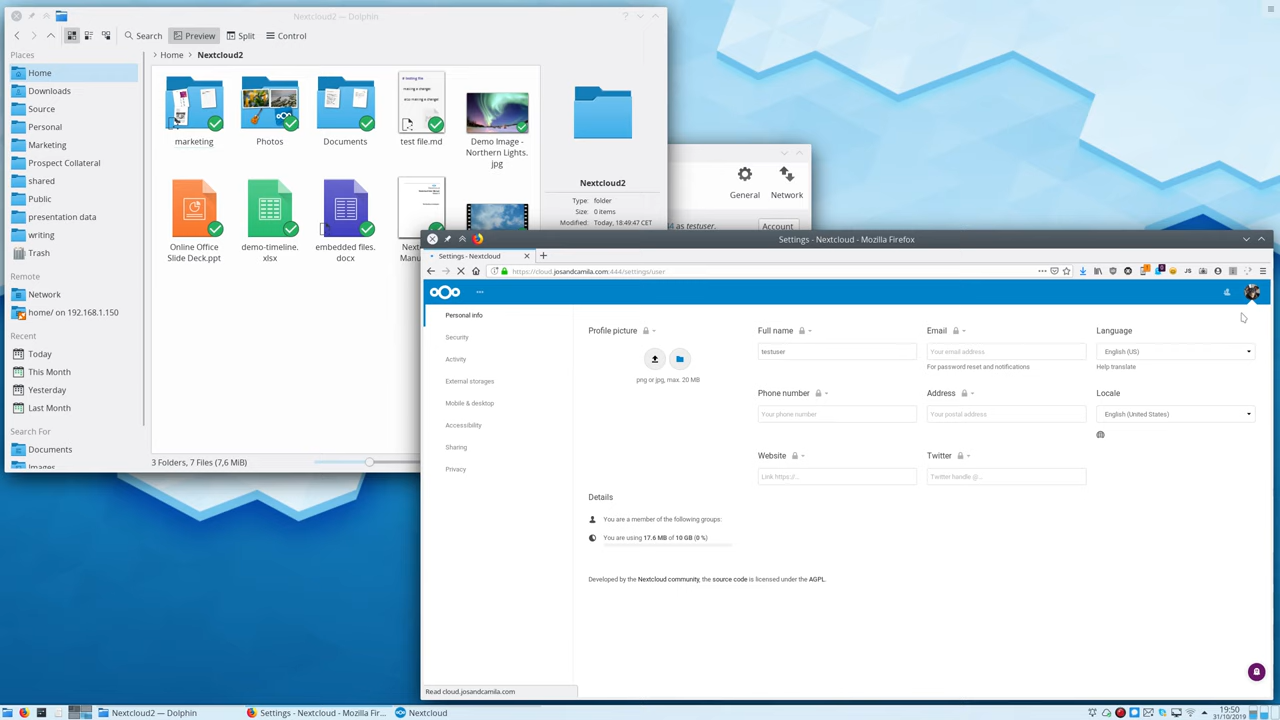 Nextcloud2 — Dolphin
Search
Preview
Split
Control
Places
Home
Nextcloud2
Home
Downloads
Source
Personal
Marketing
Prospect Collateral
shared
Public
presentation data
writing
Trash
Remote
Network
home/ on 192.168.1.150
Recent
Today
This Month
Yesterday
Last Month
Search For
Documents
Images
marketing
Photos
Documents
test file.md
Demo Image -
Northern Lights.
jpg
Online Office
Slide Deck.ppt
demo-timeline.
xlsx
embedded files.
docx
3 Folders, 7 Files (7,6 MiB)
Nextcloud2
Type: folder
Size: 0 items
Modified: Today, 18:49:47 CET
General
Network
as testuser.
Account
Settings - Nextcloud - Mozilla Firefox
Settings - Nextcloud
https://cloud.josandcamila.com:444/settings/user
Personal info
Security
Activity
External storages
Mobile & desktop
Accessibility
Sharing
Privacy
Profile picture
png or jpg, max. 20 MB
Full name
testuser
Email
Your email address
For password reset and notifications
Language
English (US)
Help translate
Phone number
Your phone number
Address
Your postal address
Locale
English (United States)
Website
Link https://...
Twitter
Twitter handle @...
Details
You are a member of the following groups:
You are using 17.6 MB of 10 GB (0 %)
Developed by the Nextcloud community, the source code is licensed under the AGPL.
Read cloud.josandcamila.com
Nextcloud2 — Dolphin
Settings - Nextcloud - Mozilla Fir...
Nextcloud
19:50
31/10/2019